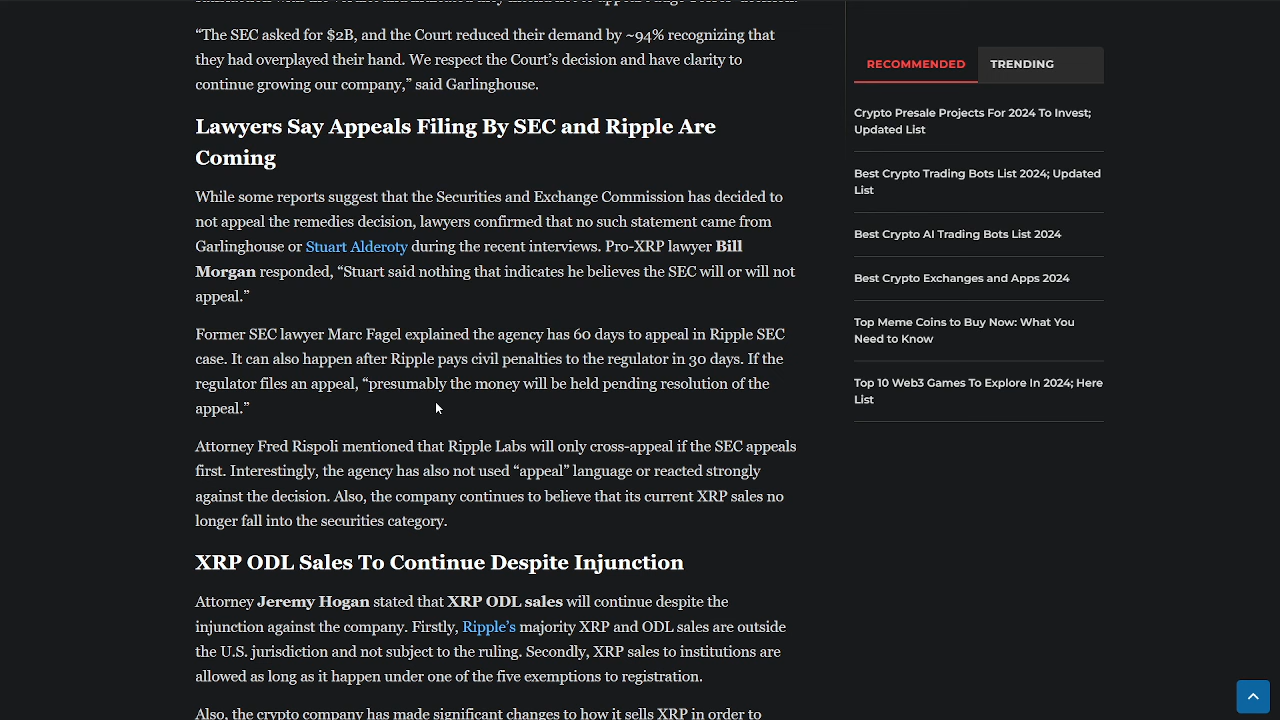 “The SEC asked for $2B, and the Court reduced their demand by ~94% recognizing that
they had overplayed their hand. We respect the Court’s decision and have clarity to
continue growing our company,” said Garlinghouse.
Lawyers Say Appeals Filing By SEC and Ripple Are
Coming
While some reports suggest that the Securities and Exchange Commission has decided to
not appeal the remedies decision, lawyers confirmed that no such statement came from
Garlinghouse or Stuart Alderoty during the recent interviews. Pro-XRP lawyer Bill
Morgan responded, “Stuart said nothing that indicates he believes the SEC will or will not
appeal.”
Former SEC lawyer Marc Fagel explained the agency has 60 days to appeal in Ripple SEC
case. It can also happen after Ripple pays civil penalties to the regulator in 30 days. If the
regulator files an appeal, “presumably the money will be held pending resolution of the
appeal.”
Attorney Fred Rispoli mentioned that Ripple Labs will only cross-appeal if the SEC appeals
first. Interestingly, the agency has also not used “appeal” language or reacted strongly
against the decision. Also, the company continues to believe that its current XRP sales no
longer fall into the securities category.
XRP ODL Sales To Continue Despite Injunction
Attorney Jeremy Hogan stated that XRP ODL sales will continue despite the
injunction against the company. Firstly, Ripple’s majority XRP and ODL sales are outside
the U.S. jurisdiction and not subject to the ruling. Secondly, XRP sales to institutions are
allowed as long as it happen under one of the five exemptions to registration.
Also, the crypto company has made significant changes to how it sells XRP in order to
RECOMMENDED
TRENDING
Crypto Presale Projects For 2024 To Invest;
Updated List
Best Crypto Trading Bots List 2024; Updated
List
Best Crypto AI Trading Bots List 2024
Best Crypto Exchanges and Apps 2024
Top Meme Coins to Buy Now: What You
Need to Know
Top 10 Web3 Games To Explore In 2024; Here
List